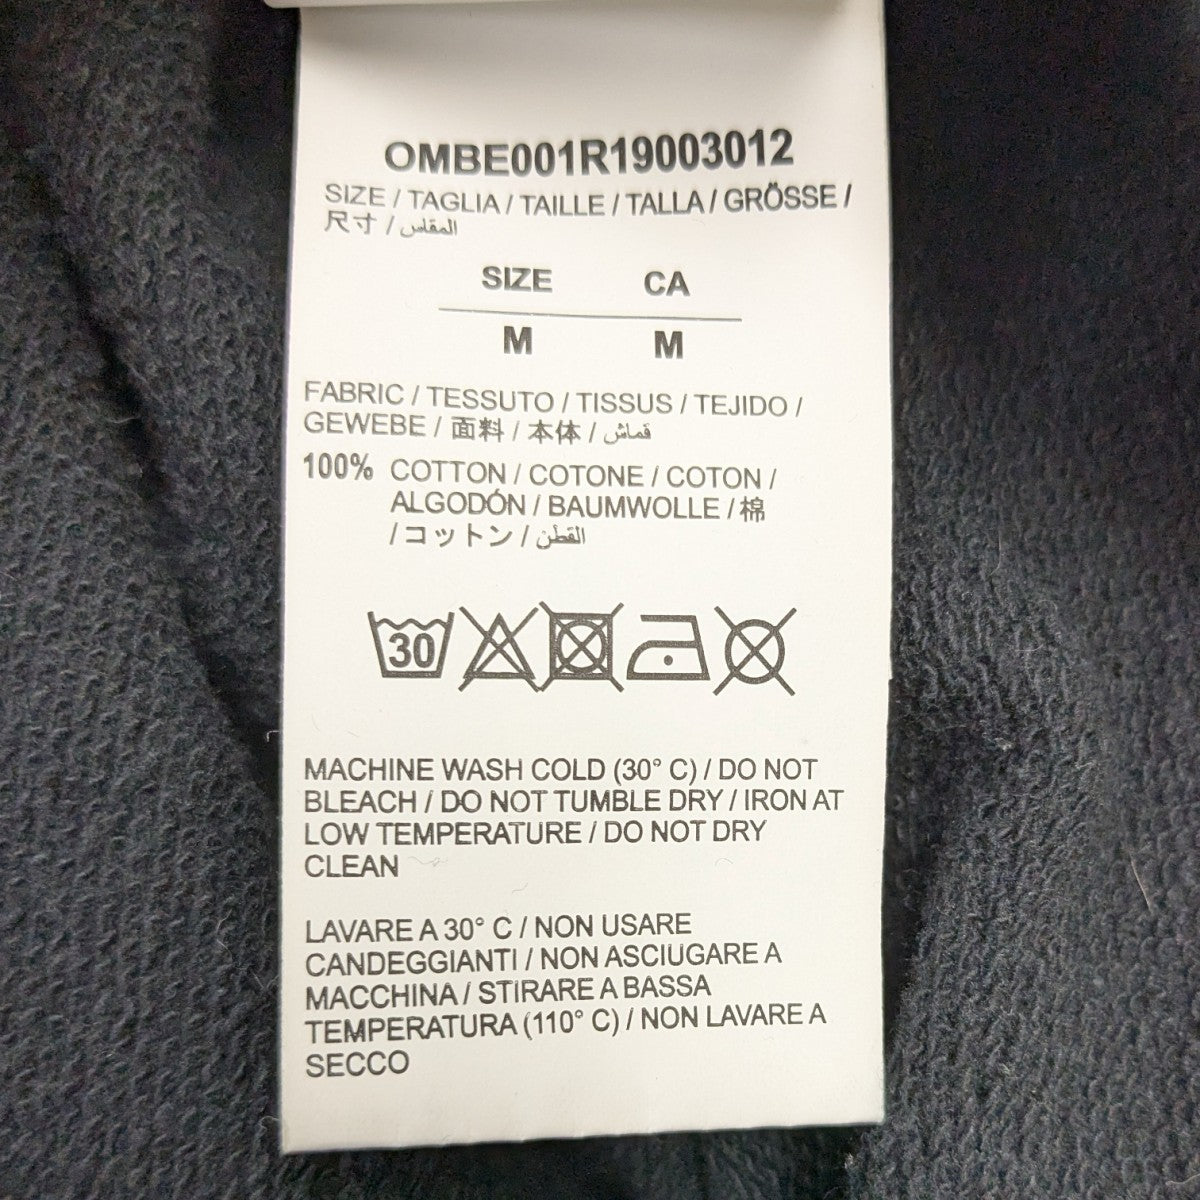 OMBE001R19003012
SIZE / TAGLIA / TAILLE / TALLA / GRÖSSE /
尺寸 / المقلس
SIZE CA
M M
FABRIC / TESSUTO / TISSUS / TEJIDO /
GEWEBE / 面料 / 本体 / قماش
100% COTTON / COTONE / COTON /
ALGODÓN / BAUMWOLLE / 棉
/ コットン / القطن
30
MACHINE WASH COLD (30° C) / DO NOT
BLEACH / DO NOT TUMBLE DRY / IRON AT
LOW TEMPERATURE / DO NOT DRY
CLEAN
LAVARE A 30° C / NON USARE
CANDEGGIANTI / NON ASCIUGARE A
MACCHINA / STIRARE A BASSA
TEMPERATURA (110° C) / NON LAVARE A
SECCO